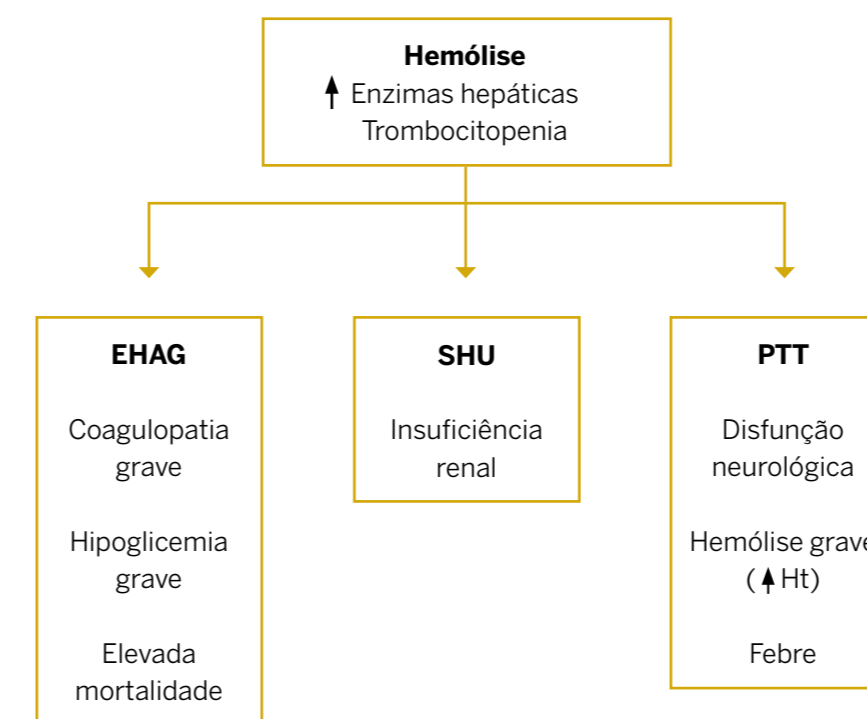 Hemólise
↑ Enzimas hepáticas
Trombocitopenia
EHAG
Coagulopatia
grave
Hipoglicemia
grave
Elevada
mortalidade
SHU
Insuficiência
renal
PTT
Disfunção
neurológica
Hemólise grave
(↑Ht)
Febre